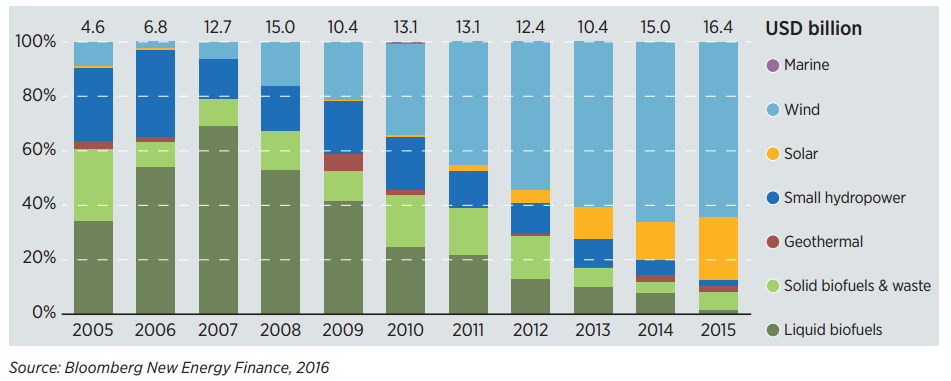 4.6 6.8 12.7 15.0 10.4 13.1 13.1 12.4 10.4 15.0 16.4 USD billion
100%
80%
60%
40%
20%
0%
2005 2006 2007 2008 2009 2010 2011 2012 2013 2014 2015
Marine
Wind
Solar
Small hydropower
Geothermal
Solid biofuels & waste
Liquid biofuels
Source: Bloomberg New Energy Finance, 2016